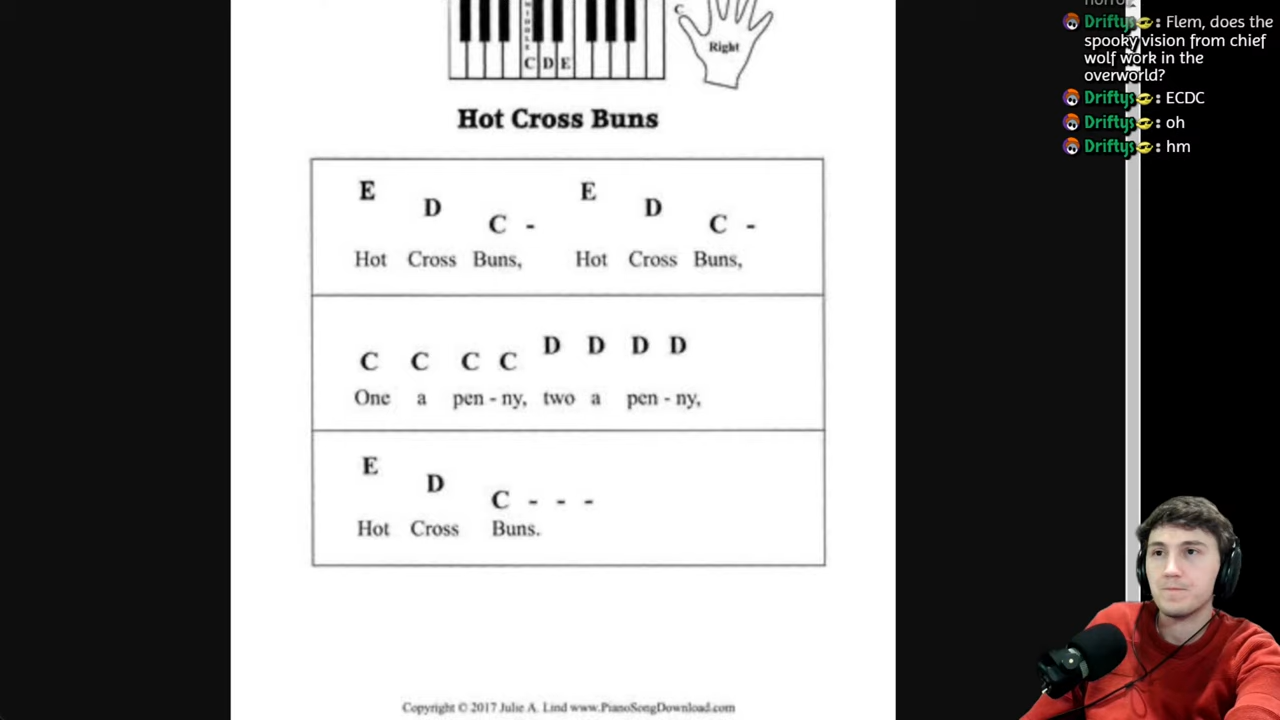 MIDDLE
C D E
C
Right
Hot Cross Buns
E D C - E D C -
Hot Cross Buns, Hot Cross Buns,
C C C C D D D D
One a pen - ny, two a pen - ny,
E D C - - -
Hot Cross Buns.
Copyright © 2017 Julie A. Lind www.PianoSongDownload.com
Driftys: Flem, does the
spooky vision from chief
wolf work in the
overworld?
Driftys: ECDC
Driftys: oh
Driftys: hm